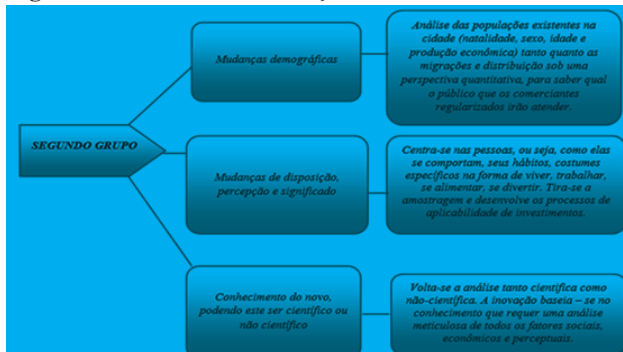 SEGUNDO GRUPO
Mudanças demográficas
Análise das populações existentes na
cidade (natalidade, sexo, idade e
produção econômica) tanto quanto as
migrações e distribuição sob uma
perspectiva quantitativa, para saber qual
o público que os comerciantes
regularizados irão atender.
Mudanças de disposição,
percepção e significado
Centra-se nas pessoas, ou seja, como elas
se comportam, seus hábitos, costumes
específicos na forma de viver, trabalhar,
se alimentar, se divertir. Tira-se a
amostragem e desenvolve os processos de
aplicabilidade de investimentos.
Conhecimento do novo,
podendo este ser científico ou
não científico
Volta-se a análise tanto científica como
não-científica. A inovação baseia – se no
conhecimento que requer uma análise
meticulosa de todos os fatores sociais,
econômicos e perceptuais.